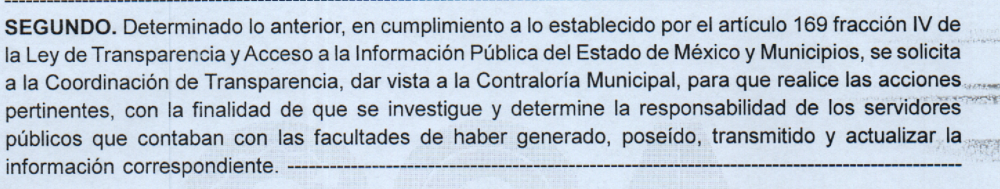 SEGUNDO. Determinado lo anterior, en cumplimiento a lo establecido por el artículo 169 fracción IV de
la Ley de Transparencia y Acceso a la Información Pública del Estado de México y Municipios, se solicita
a la Coordinación de Transparencia, dar vista a la Contraloría Municipal, para que realice las acciones
pertinentes, con la finalidad de que se investigue y determine la responsabilidad de los servidores
públicos que contaban con las facultades de haber generado, poseído, transmitido y actualizar la
información correspondiente. ------------------------------------------------------------------------------------------